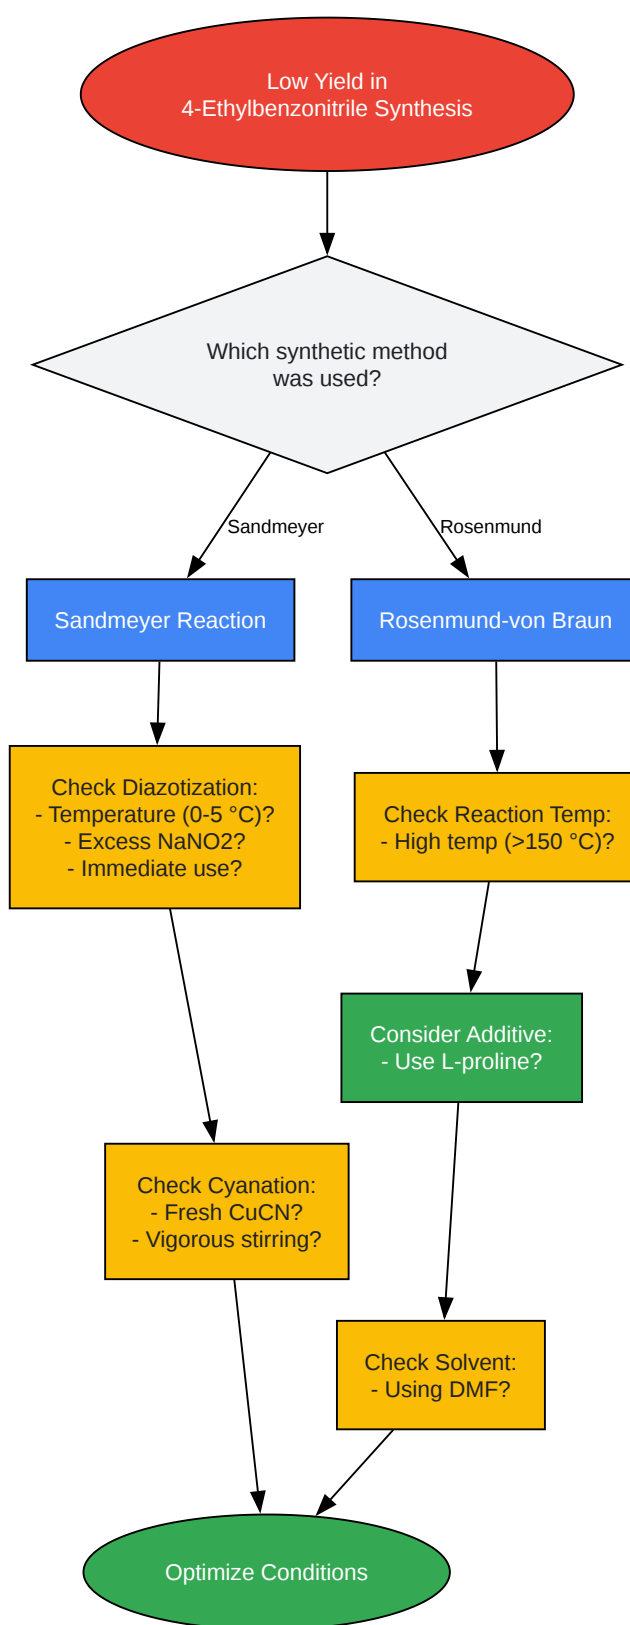 Low Yield in
4-Ethylbenzonitrile Synthesis
Which synthetic method
was used?
Sandmeyer
Rosenmund
Sandmeyer Reaction
Rosenmund-von Braun
Check Diazotization:
- Temperature (0-5 °C)?
- Excess NaNO2?
- Immediate use?
Check Reaction Temp:
- High temp (>150 °C)?
Consider Additive:
- Use L-proline?
Check Cyanation:
- Fresh CuCN?
- Vigorous stirring?
Check Solvent:
- Using DMF?
Optimize Conditions